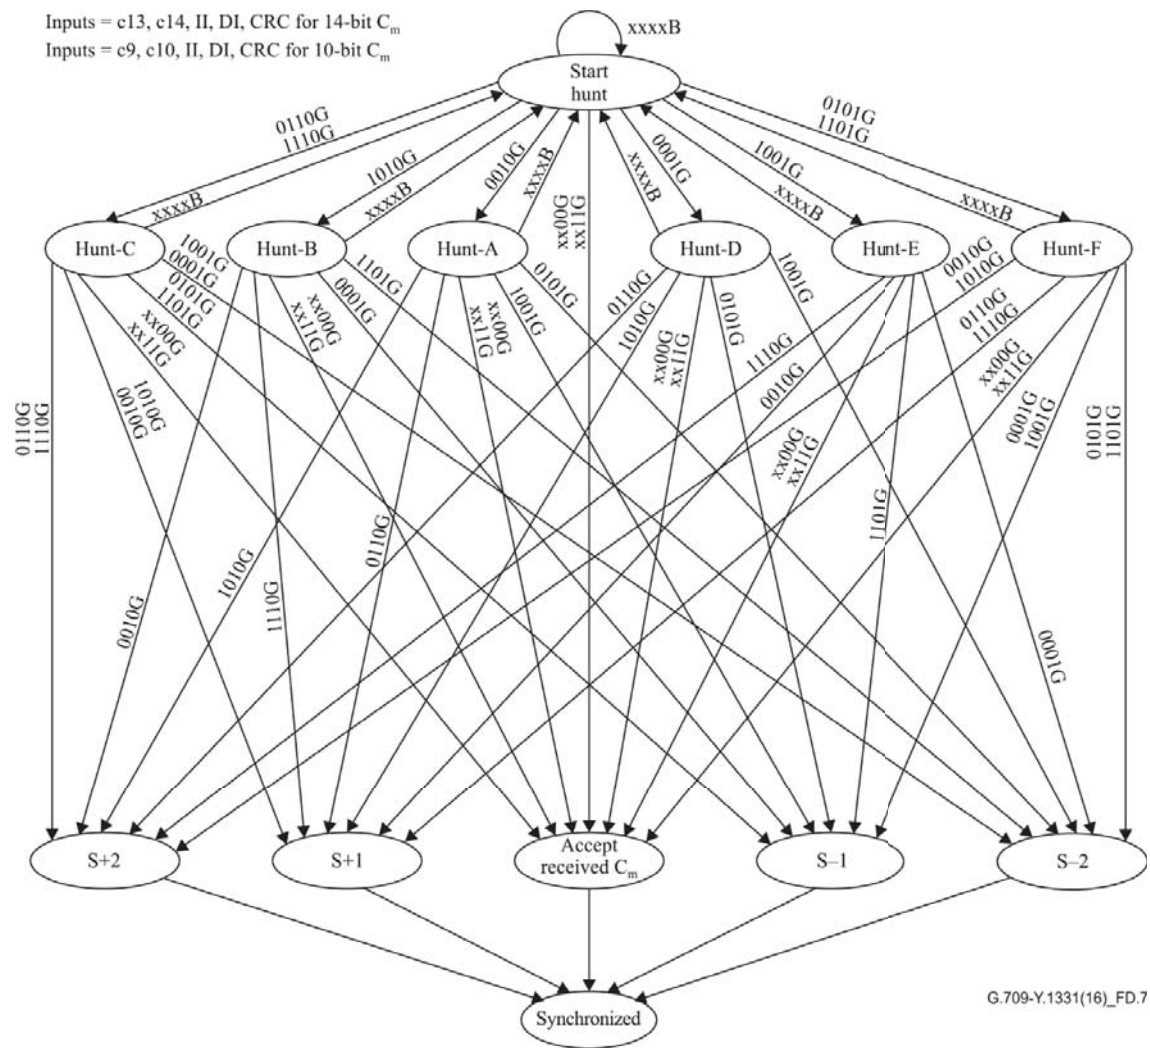 Inputs = c13, c14, II, DI, CRC for 14-bit Cm
Inputs = c9, c10, II, DI, CRC for 10-bit Cm
xxxxB
Start
hunt
0110G
1110G
1010G
0010G
xx00G
xx11G
0001G
1001G
0101G
1101G
xxxxB
xxxxB
xxxxB
xxxxB
xxxxB
xxxxB
Hunt-C
Hunt-B
Hunt-A
Hunt-D
Hunt-E
Hunt-F
0110G
1110G
1001G
0001G
0101G
1101G
xx00G
xx11G
1010G
0010G
1101G
0001G
xx00G
xx11G
0010G
1110G
0101G
1001G
xx00G
xx11G
1010G
0110G
0110G
1010G
xx00G
xx11G
0101G
1001G
1110G
0010G
xx00G
xx11G
1101G
0001G
0010G
1010G
0110G
1110G
xx00G
xx11G
0001G
1001G
0101G
1101G
S+2
S+1
Accept
received Cm
S–1
S–2
Synchronized
G.709-Y.1331(16)_FD.7